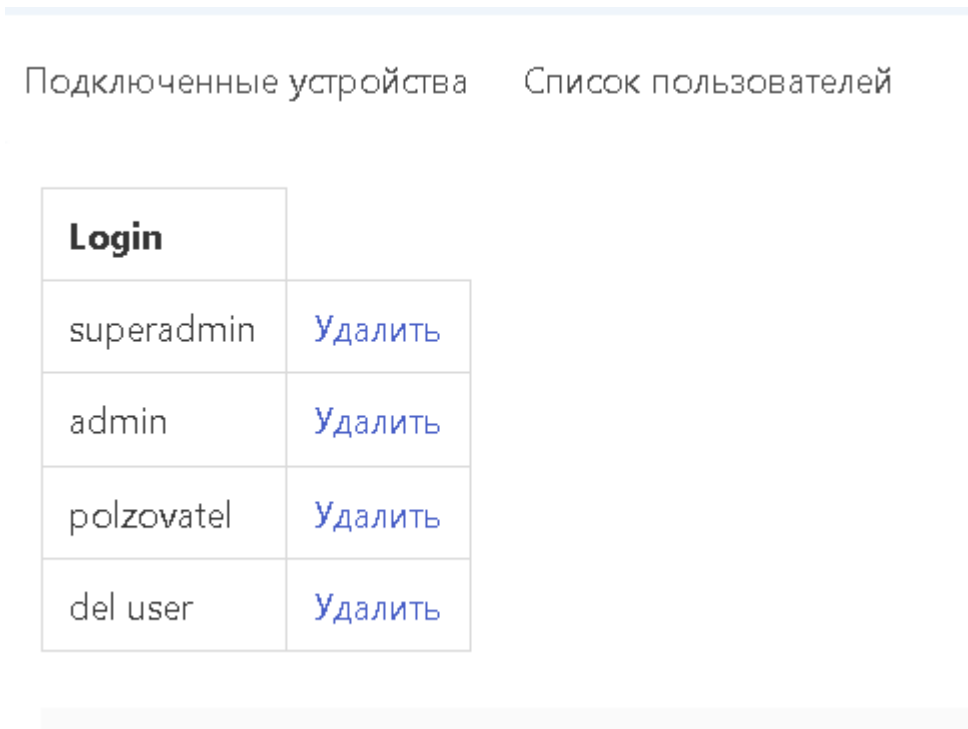 Подключенные устройства Список пользователей
Login
superadmin Удалить
admin Удалить
polzovatel Удалить
del user Удалить